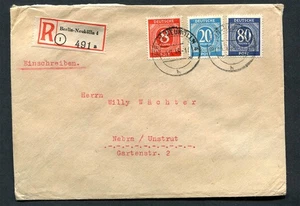 R
Berlin-Neukölln 4
491 a
DEUTSCHE
POST
8
DEUTSCHE
POST
20
DEUTSCHE
POST
80
Einschreiben.
Herrn
Willy Wächter
Nebra / Unstrut
Gartenstr. 2